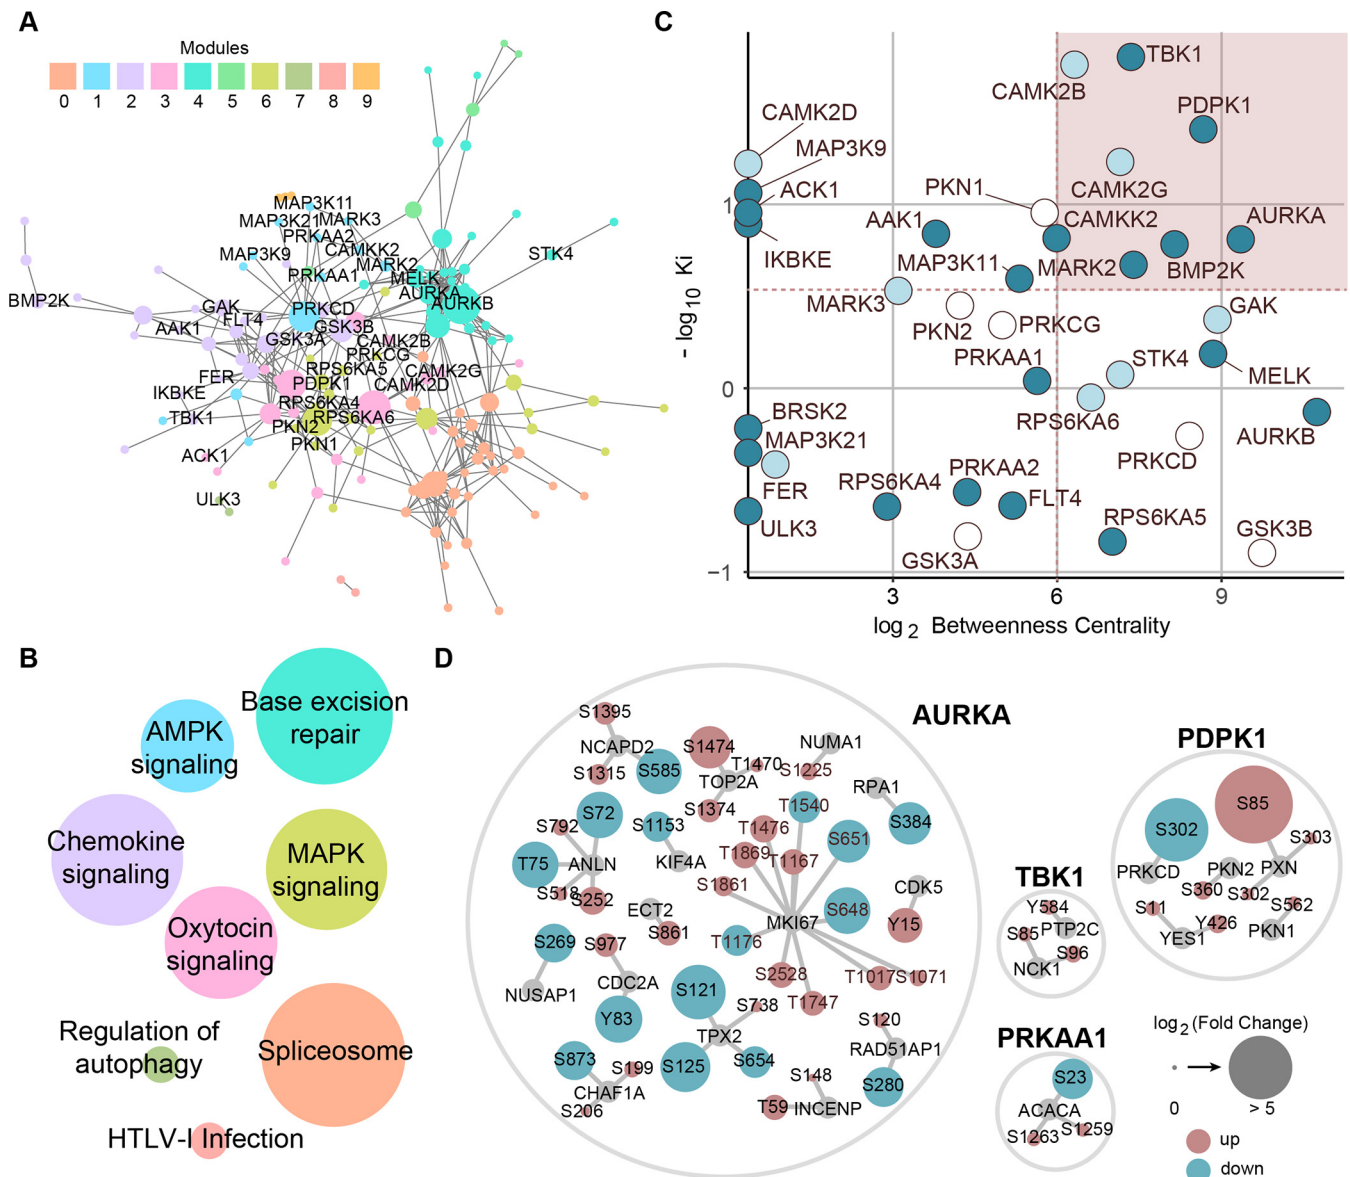 A
Modules
0 1 2 3 4 5 6 7 8 9
MAP3K11
MAP3K21
MARK3
PRKAA2
CAMKK2
MAP3K9
MARK2
PRKAA1
MELK
STK4
AURKA
AURKB
BMP2K
GAK
PRKCD
FLT4
GSK3B
AAK1
GSK3A
CAMK2B
PRKCG
RPS6KA5
CAMK2G
FER
PDPK1
CAMK2D
IKBKE
RPS6KA4
TBK1
RPS6KA6
PKN2
PKN1
ACK1
ULK3
B
Base excision
repair
AMPK
signaling
Chemokine
signaling
MAPK
signaling
Oxytocin
signaling
Regulation of
autophagy
Spliceosome
HTLV-I Infection
C
- log10 Ki
1
0
−1
3 6 9
log2 Betweenness Centrality
TBK1
CAMK2B
PDPK1
CAMK2D
MAP3K9
ACK1
PKN1
CAMK2G
AAK1
CAMKK2
AURKA
IKBKE
MAP3K11
MARK2
BMP2K
MARK3
GAK
PKN2
PRKCG
PRKAA1
STK4
MELK
BRSK2
RPS6KA6
MAP3K21
AURKB
PRKCD
FER
RPS6KA4
PRKAA2
FLT4
ULK3
RPS6KA5
GSK3A
GSK3B
D
AURKA
S1395
NCAPD2
S1315
S585
S1474
T1470
TOP2A
S1374
NUMA1
S1225
RPA1
S384
S72
S792
T75
ANLN
S518
S252
S1153
KIF4A
T1540
T1476
S651
T1869
T1167
S1861
MKI67
S648
T1176
S2528
T1747
T1017
S1071
CDK5
Y15
ECT2
S861
S269
NUSAP1
S977
CDC2A
Y83
S121
S738
TPX2
S125
S654
S120
RAD51AP1
S280
S873
S199
CHAF1A
S206
S148
T59
INCENP
PDPK1
S85
S302
S303
PRKCD
PKN2
PXN
S360
S302
S11
S562
Y426
YES1
PKN1
TBK1
Y584
S85
PTP2C
S96
NCK1
PRKAA1
S23
ACACA
S1263
S1259
log2 (Fold Change)
0 > 5
up
down